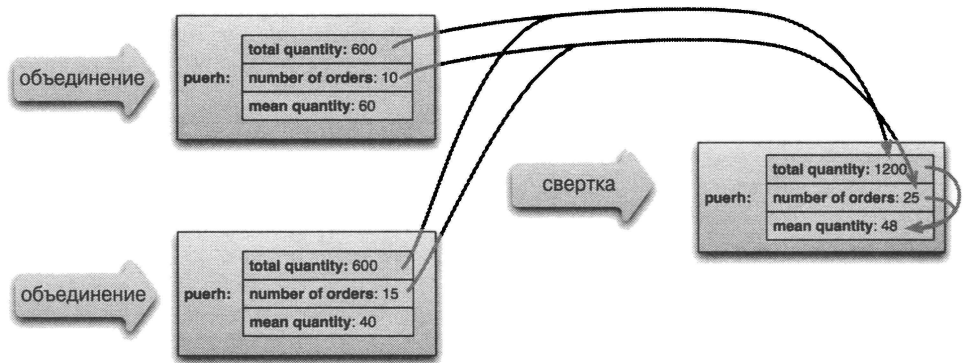 объединение
puerh:
total quantity: 600
number of orders: 10
mean quantity: 60
свертка
puerh:
total quantity: 1200
number of orders: 25
mean quantity: 48
объединение
puerh:
total quantity: 600
number of orders: 15
mean quantity: 40